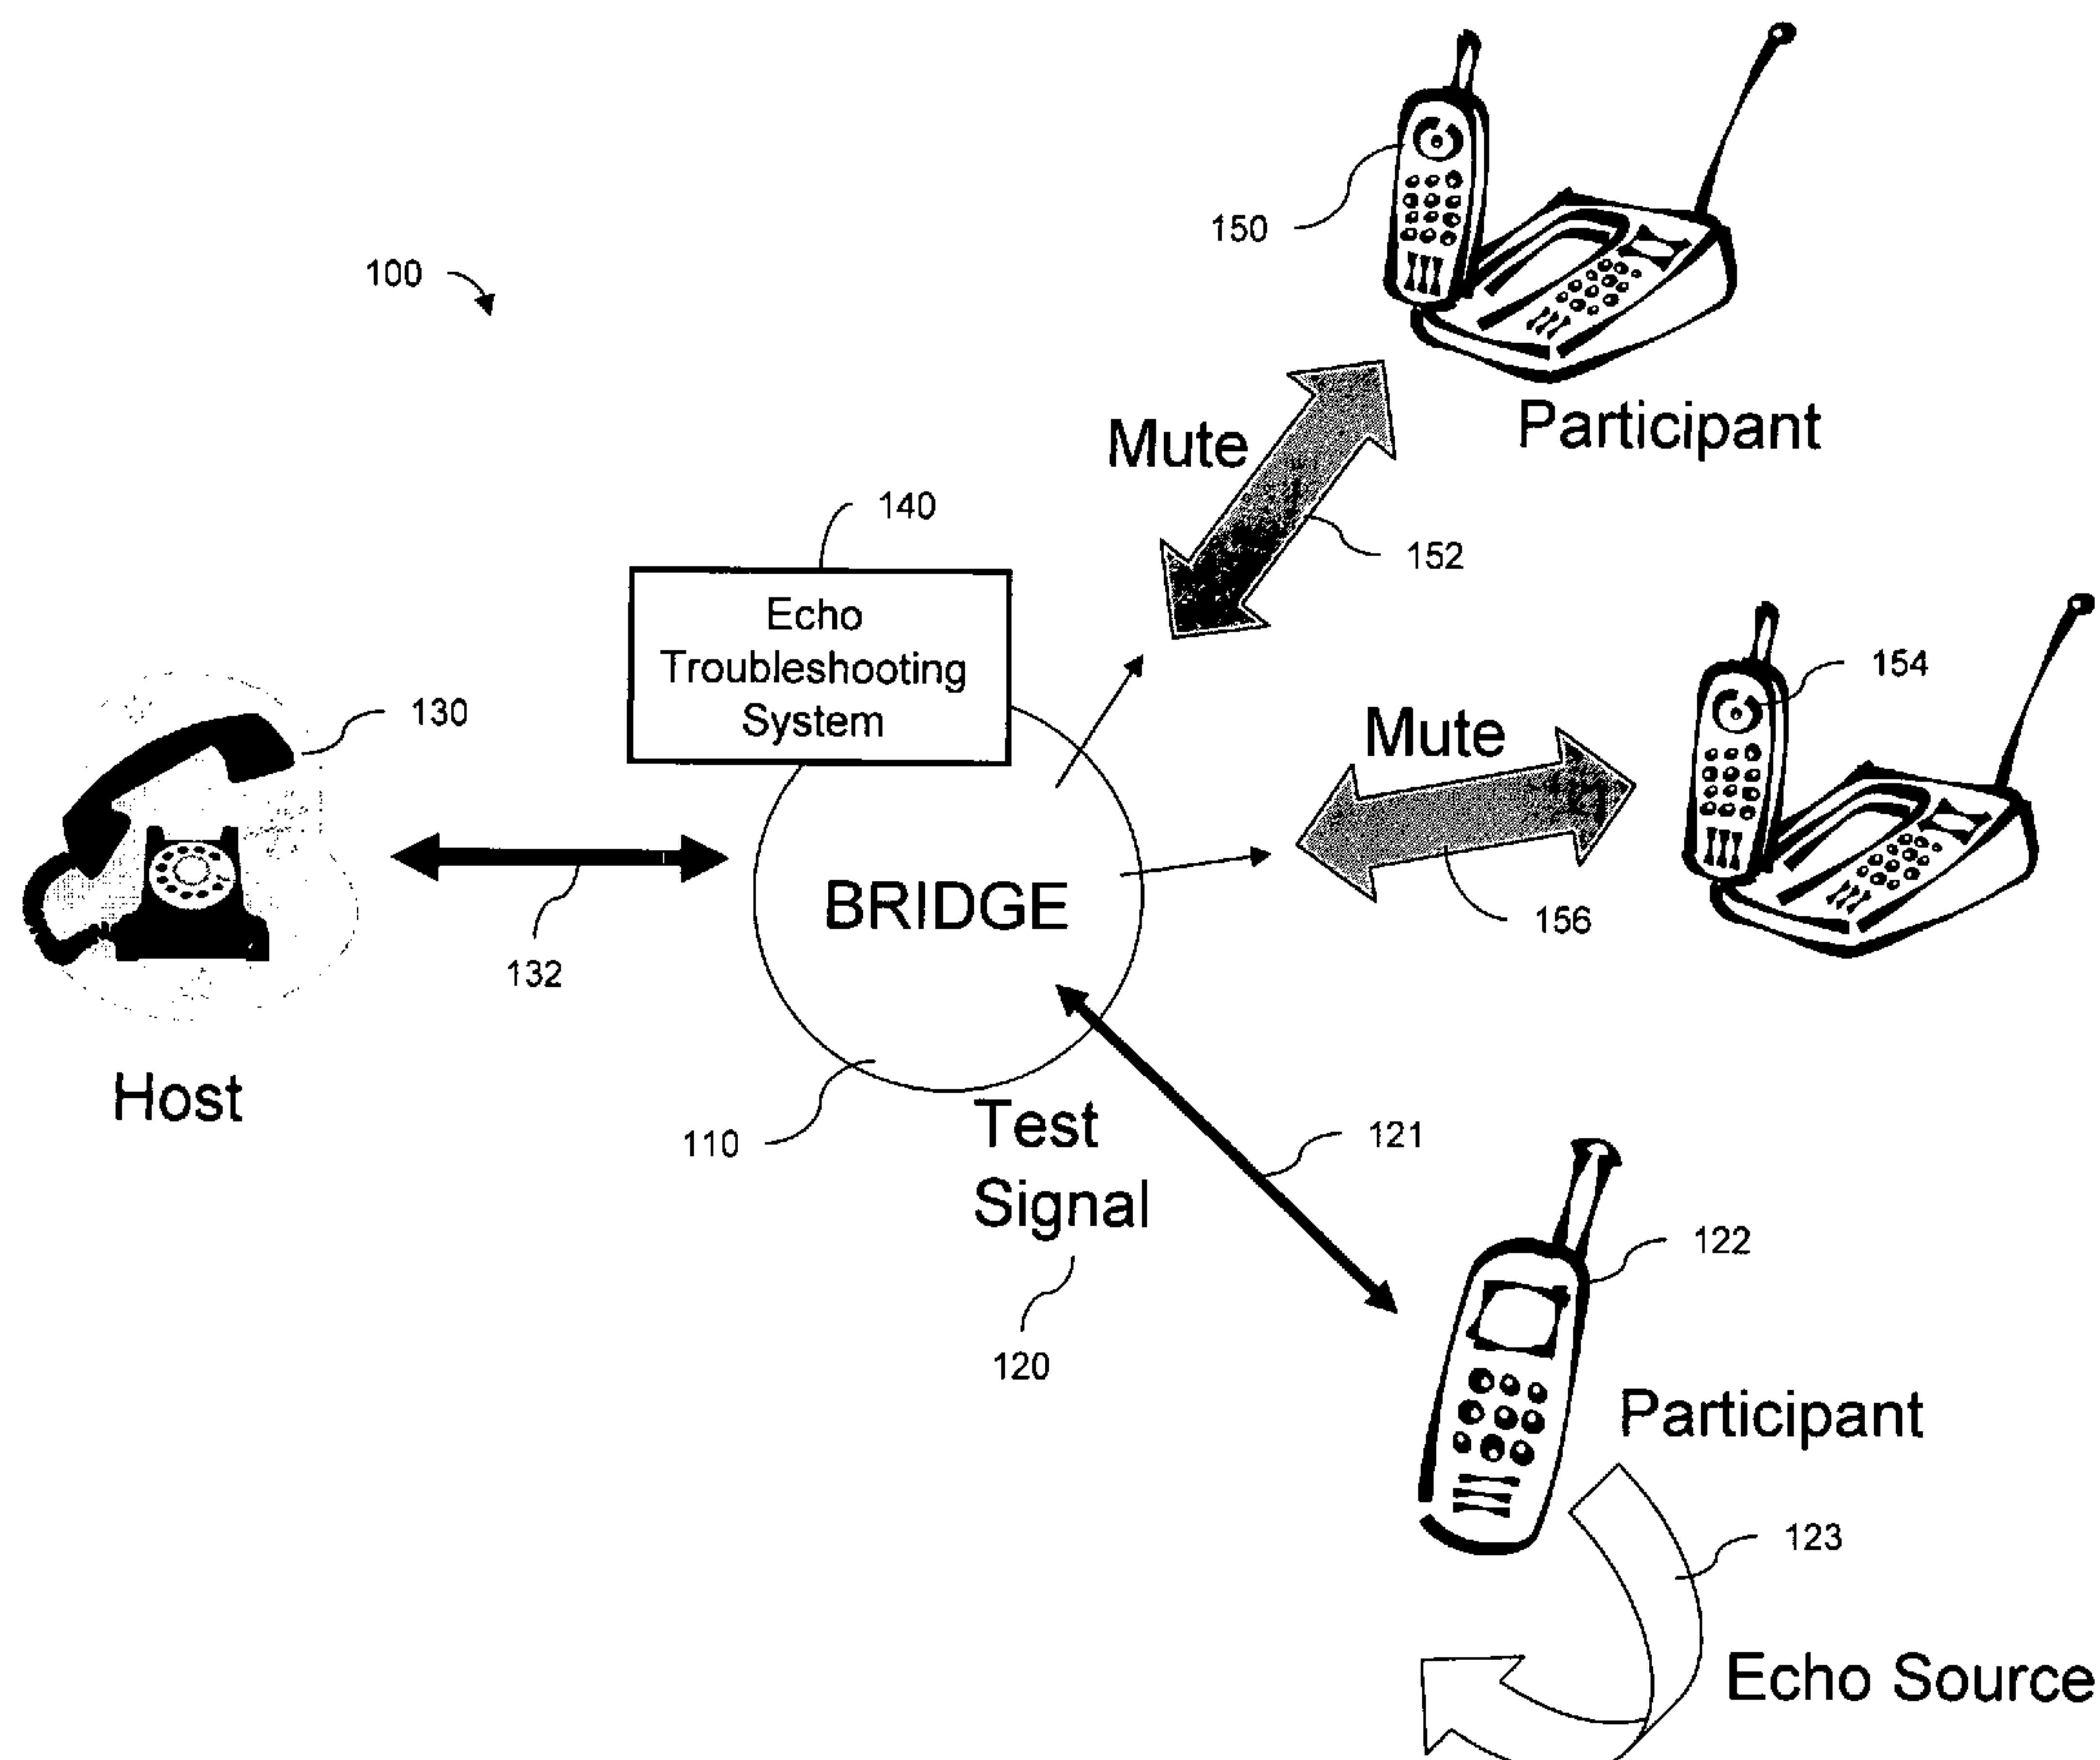 150
100
Participant
Mute
140
152
Echo
Troubleshooting
System
154
130
Mute
156
BRIDGE
132
Host
110
Test
Signal
121
122
120
Participant
123
Echo Source